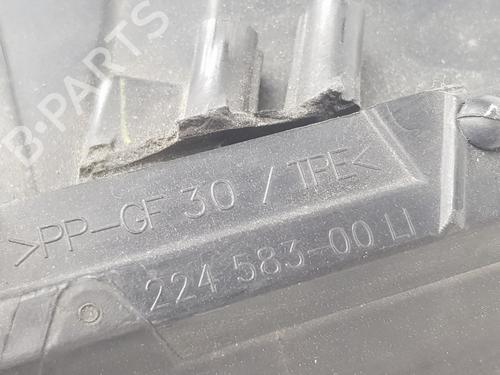 B-PARTS
>PP-GF 30 / TPE<
224 583-00 LI